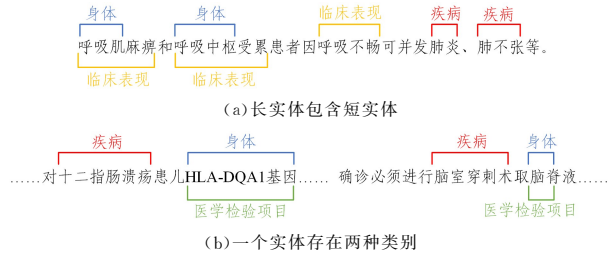 身体 身体 临床表现 疾病 疾病
呼吸肌麻痹和呼吸中枢受累患者因呼吸不畅可并发肺炎、肺不张等。
临床表现 临床表现
(a)长实体包含短实体
疾病 身体 疾病 身体
……对十二指肠溃疡患儿HLA-DQA1基因…… 确诊必须进行脑室穿刺术取脑脊液……
医学检验项目 医学检验项目
(b)一个实体存在两种类别